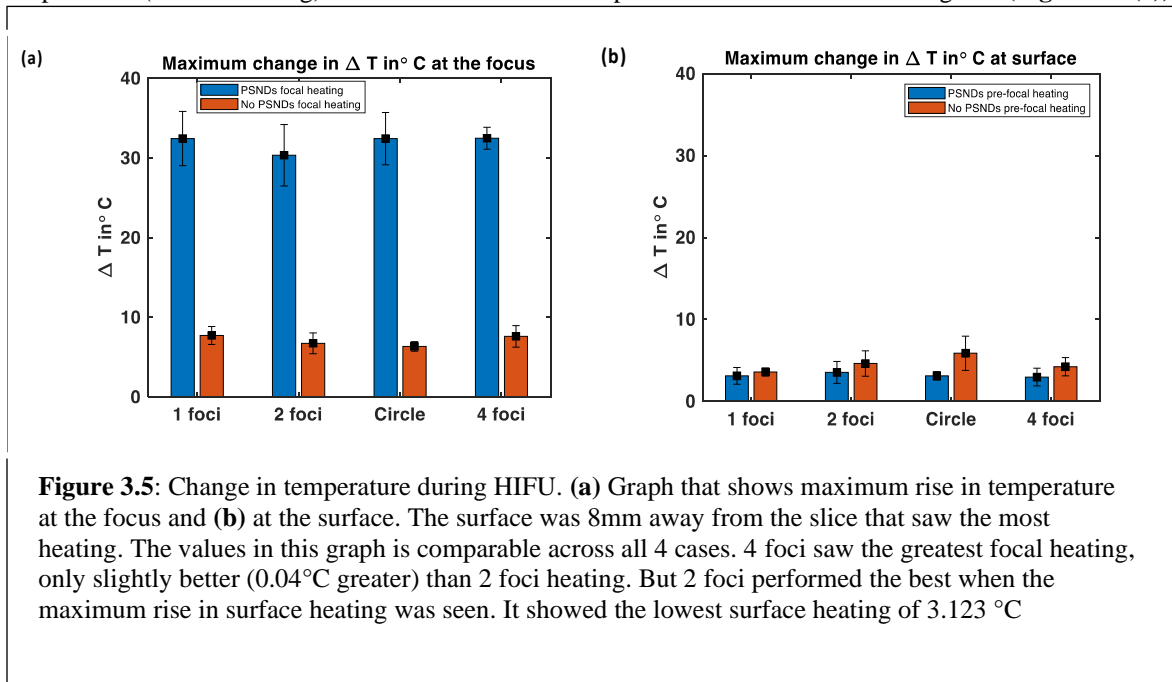 (a)
Maximum change in Δ T in° C at the focus
PSNDs focal heating
No PSNDs focal heating
40
30
20
10
0
Δ T in° C
1 foci
2 foci
Circle
4 foci
(b)
Maximum change in Δ T in° C at surface
PSNDs pre-focal heating
No PSNDs pre-focal heating
40
30
20
10
0
Δ T in° C
1 foci
2 foci
Circle
4 foci
Figure 3.5: Change in temperature during HIFU. (a) Graph that shows maximum rise in temperature
at the focus and (b) at the surface. The surface was 8mm away from the slice that saw the most
heating. The values in this graph is comparable across all 4 cases. 4 foci saw the greatest focal heating,
only slightly better (0.04°C greater) than 2 foci heating. But 2 foci performed the best when the
maximum rise in surface heating was seen. It showed the lowest surface heating of 3.123 °C